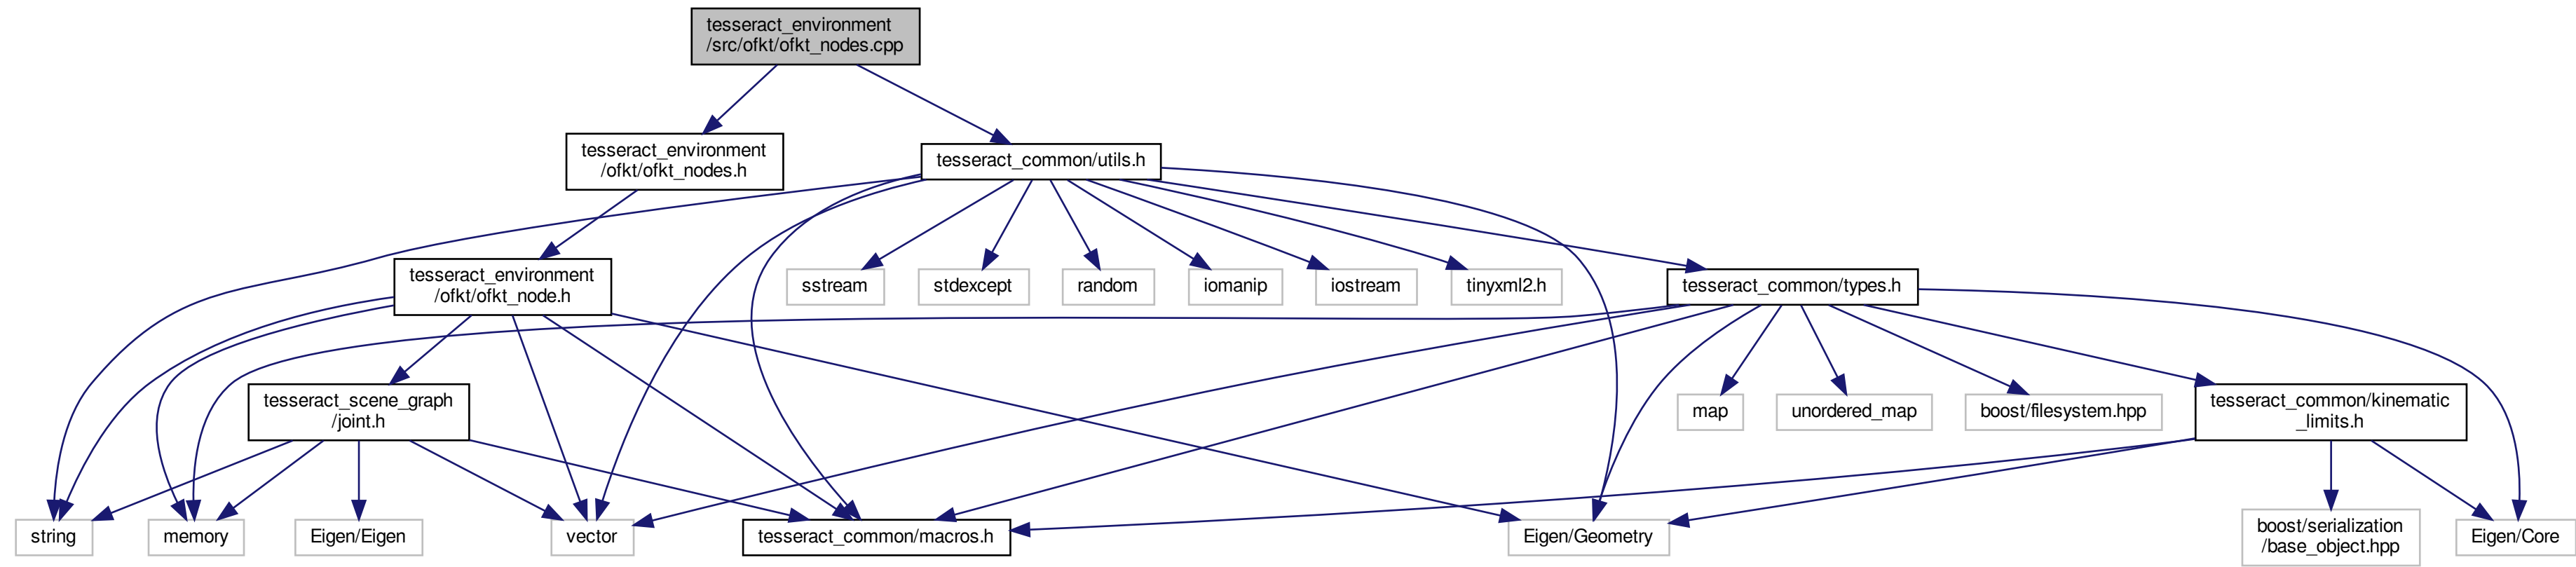 tesseract_environment
/src/ofkt/ofkt_nodes.cpp
tesseract_environment
/ofkt/ofkt_nodes.h
tesseract_common/utils.h
tesseract_environment
/ofkt/ofkt_node.h
sstream
stdexcept
random
iomanip
iostream
tinyxml2.h
tesseract_common/types.h
tesseract_scene_graph
/joint.h
map
unordered_map
boost/filesystem.hpp
tesseract_common/kinematic
_limits.h
string
memory
Eigen/Eigen
vector
tesseract_common/macros.h
Eigen/Geometry
boost/serialization
/base_object.hpp
Eigen/Core